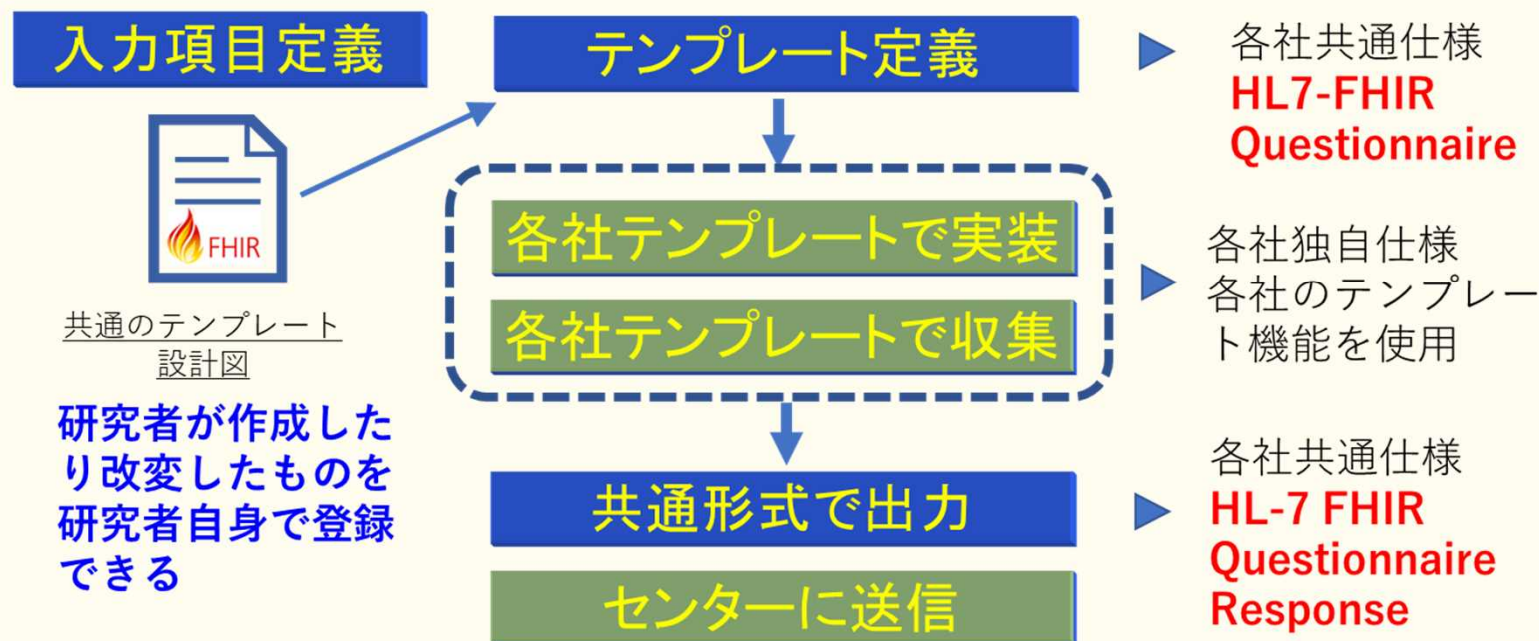 入力項目定義
テンプレート定義
各社共通仕様
HL7-FHIR
Questionnaire
FHIR
共通のテンプレート
設計図
研究者が作成した
り改変したものを
研究者自身で登録
できる
各社テンプレートで実装
各社テンプレートで収集
各社独自仕様
各社のテンプレー
ト機能を使用
共通形式で出力
各社共通仕様
HL-7 FHIR
Questionnaire
Response
センターに送信